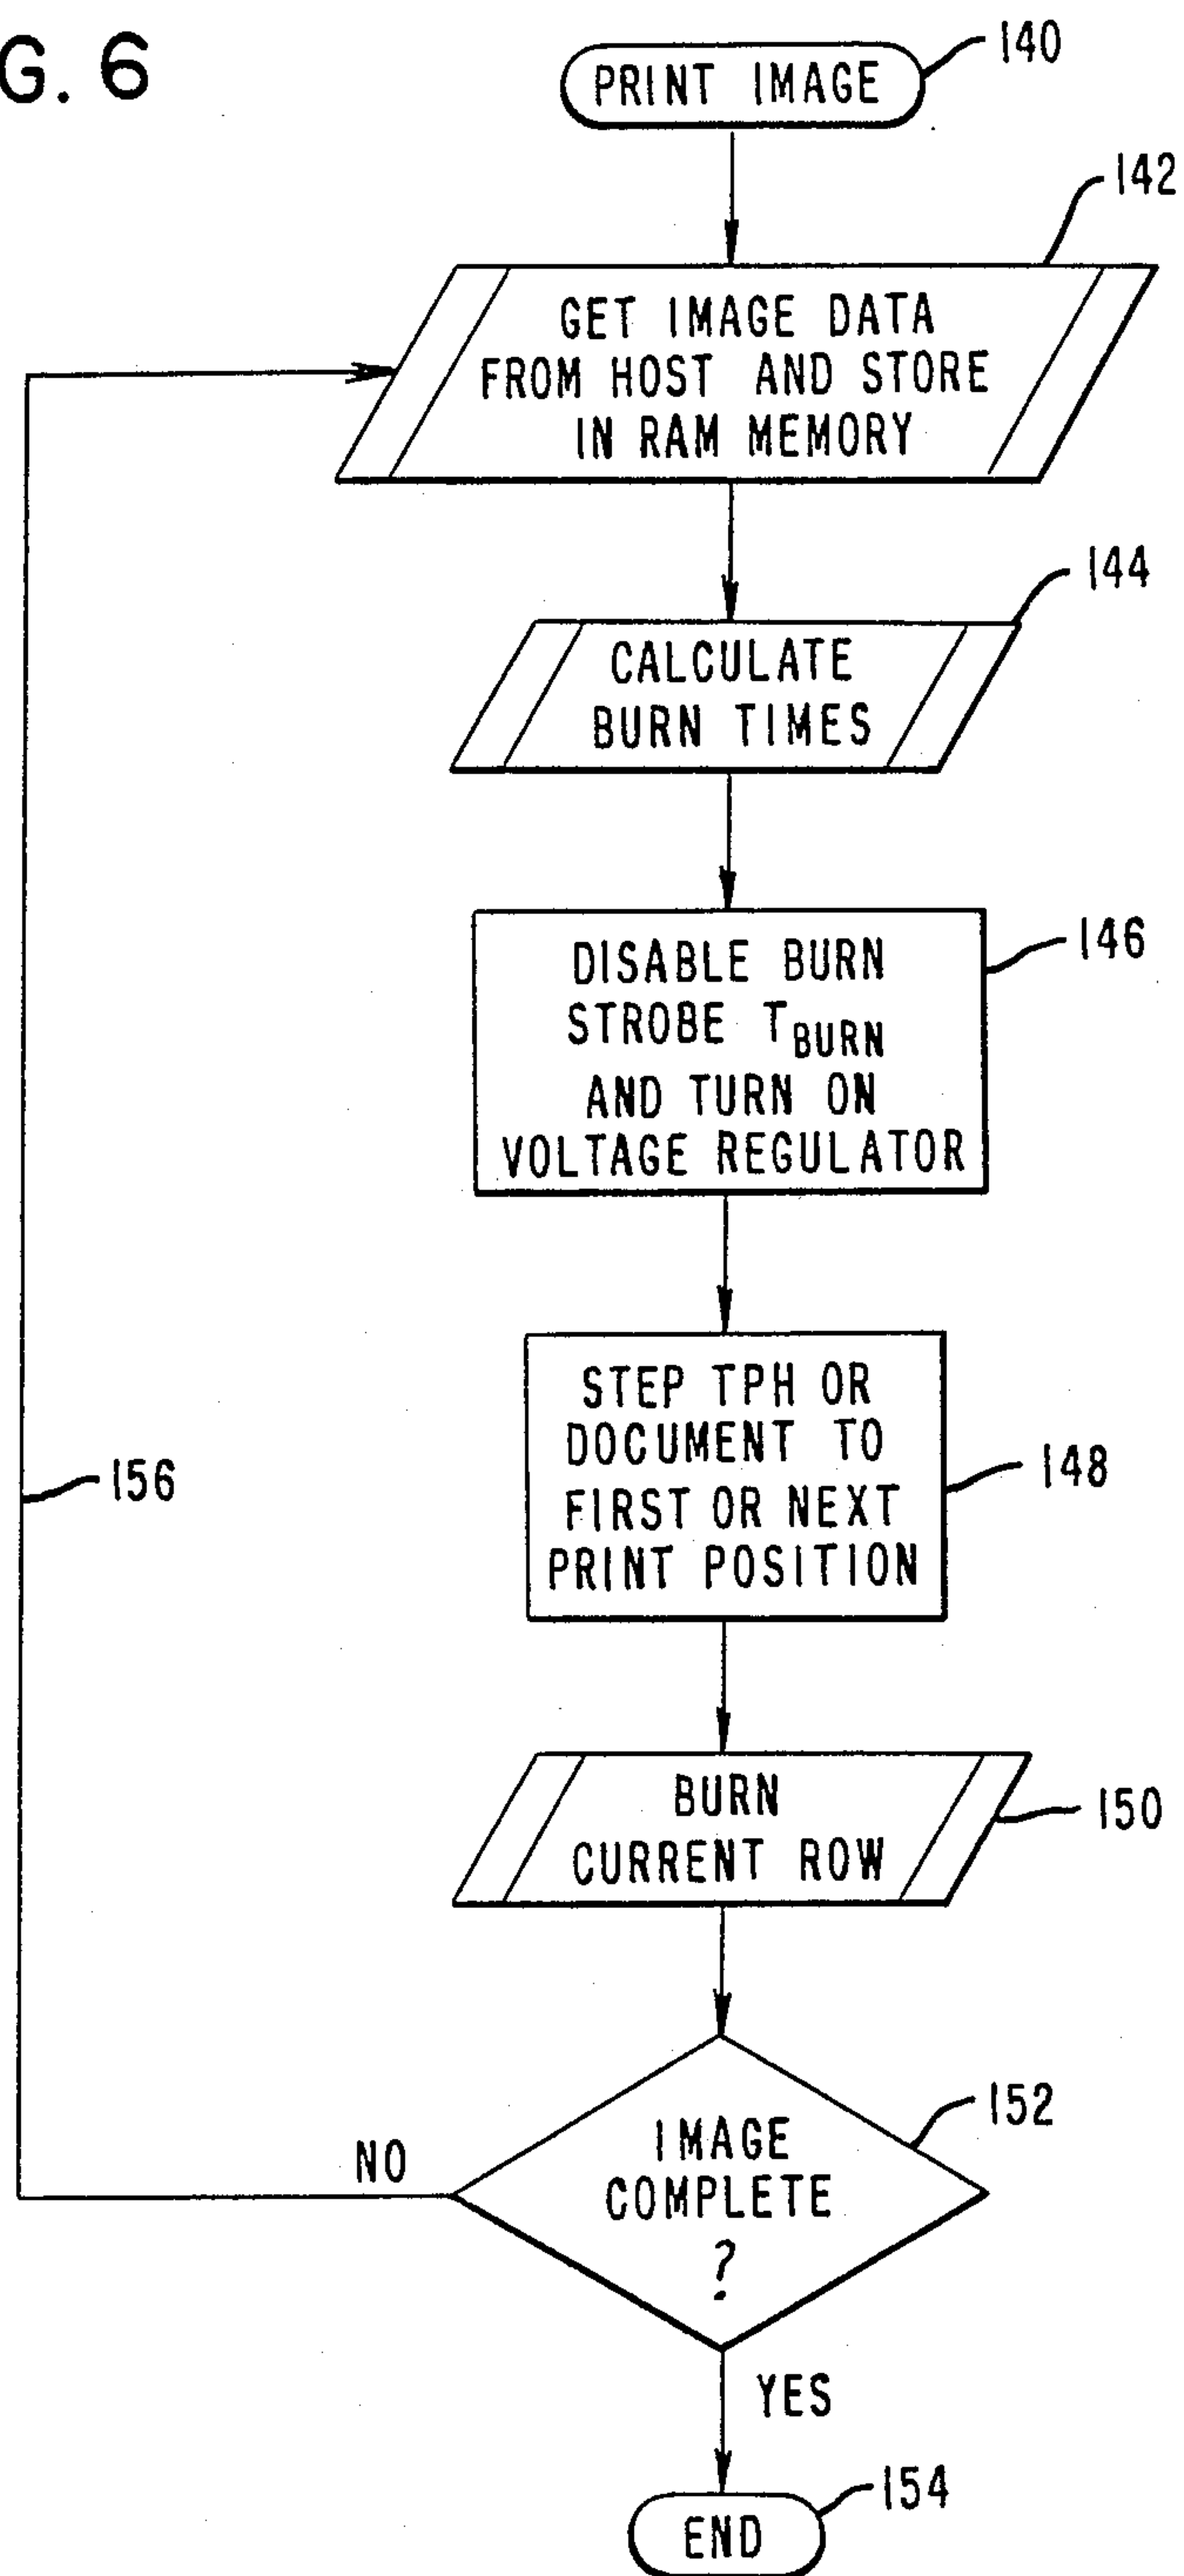 G. 6
PRINT IMAGE
140
142
GET IMAGE DATA
FROM HOST AND STORE
IN RAM MEMORY
144
CALCULATE
BURN TIMES
146
DISABLE BURN
STROBE TBURN
AND TURN ON
VOLTAGE REGULATOR
148
STEP TPH OR
DOCUMENT TO
FIRST OR NEXT
PRINT POSITION
156
150
BURN
CURRENT ROW
152
IMAGE
COMPLETE
?
NO
YES
154
END